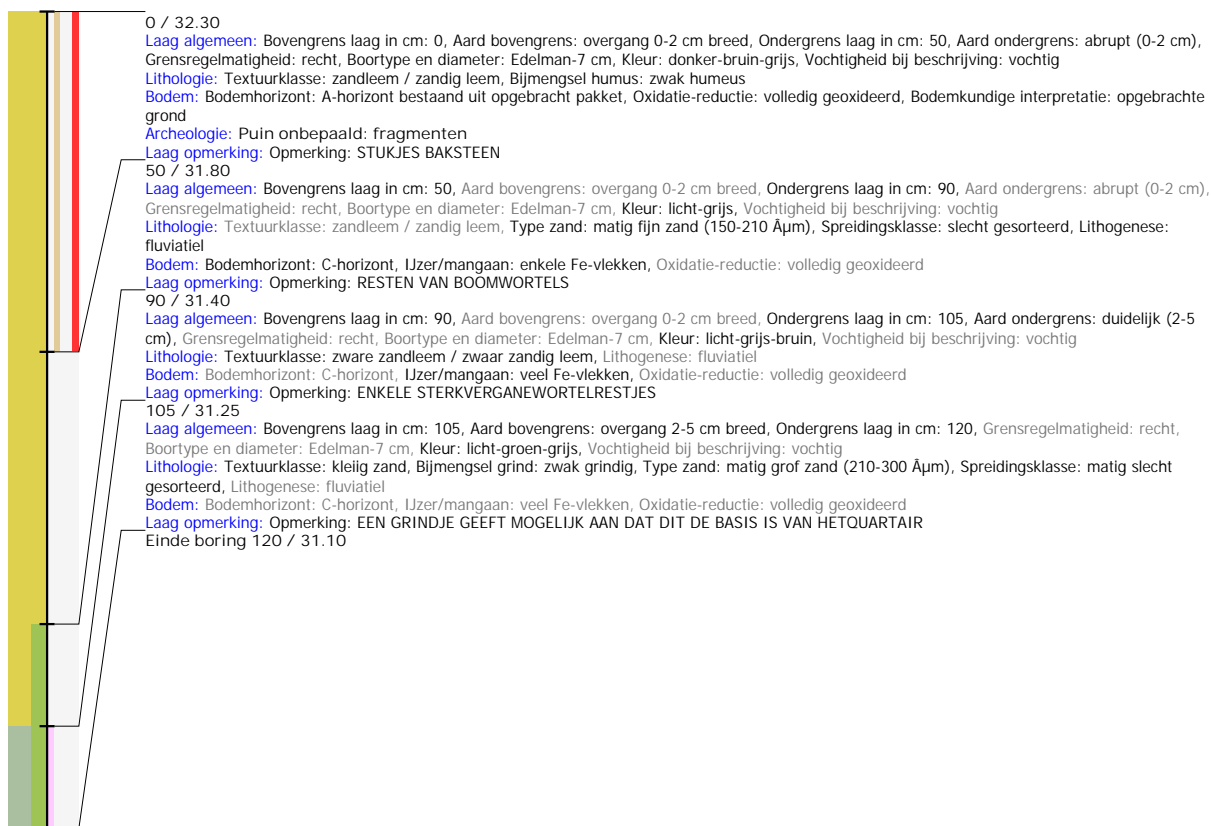 0 / 32.30
Laag algemeen: Bovengrens laag in cm: 0, Aard bovengrens: overgang 0-2 cm breed, Ondergrens laag in cm: 50, Aard ondergrens: abrupt (0-2 cm),
Grensregelmatigheid: recht, Boortype en diameter: Edelman-7 cm, Kleur: donker-bruin-grijs, Vochtigheid bij beschrijving: vochtig
Lithologie: Textuurklasse: zandleem / zandig leem, Bijmengsel humus: zwak humeus
Bodem: Bodemhorizont: A-horizont bestaand uit opgebracht pakket, Oxidatie-reductie: volledig geoxideerd, Bodemkundige interpretatie: opgebrachte
grond
Archeologie: Puin onbepaald: fragmenten
Laag opmerking: Opmerking: STUKJES BAKSTEEN
50 / 31.80
Laag algemeen: Bovengrens laag in cm: 50, Aard bovengrens: overgang 0-2 cm breed, Ondergrens laag in cm: 90, Aard ondergrens: abrupt (0-2 cm),
Grensregelmatigheid: recht, Boortype en diameter: Edelman-7 cm, Kleur: licht-grijs, Vochtigheid bij beschrijving: vochtig
Lithologie: Textuurklasse: zandleem / zandig leem, Type zand: matig fijn zand (150-210 Âµm), Spreidingsklasse: slecht gesorteerd, Lithogenese:
fluviatiel
Bodem: Bodemhorizont: C-horizont, IJzer/mangaan: enkele Fe-vlekken, Oxidatie-reductie: volledig geoxideerd
Laag opmerking: Opmerking: RESTEN VAN BOOMWORTELS
90 / 31.40
Laag algemeen: Bovengrens laag in cm: 90, Aard bovengrens: overgang 0-2 cm breed, Ondergrens laag in cm: 105, Aard ondergrens: duidelijk (2-5
cm), Grensregelmatigheid: recht, Boortype en diameter: Edelman-7 cm, Kleur: licht-grijs-bruin, Vochtigheid bij beschrijving: vochtig
Lithologie: Textuurklasse: zware zandleem / zwaar zandig leem, Lithogenese: fluviatiel
Bodem: Bodemhorizont: C-horizont, IJzer/mangaan: veel Fe-vlekken, Oxidatie-reductie: volledig geoxideerd
Laag opmerking: Opmerking: ENKELE STERKVERGANEWORTELRESTJES
105 / 31.25
Laag algemeen: Bovengrens laag in cm: 105, Aard bovengrens: overgang 2-5 cm breed, Ondergrens laag in cm: 120, Grensregelmatigheid: recht,
Boortype en diameter: Edelman-7 cm, Kleur: licht-groen-grijs, Vochtigheid bij beschrijving: vochtig
Lithologie: Textuurklasse: kleiig zand, Bijmengsel grind: zwak grindig, Type zand: matig grof zand (210-300 Âµm), Spreidingsklasse: matig slecht
gesorteerd, Lithogenese: fluviatiel
Bodem: Bodemhorizont: C-horizont, IJzer/mangaan: veel Fe-vlekken, Oxidatie-reductie: volledig geoxideerd
Laag opmerking: Opmerking: EEN GRINDJE GEEFT MOGELIJK AAN DAT DIT DE BASIS IS VAN HETQUARTAIR
Einde boring 120 / 31.10